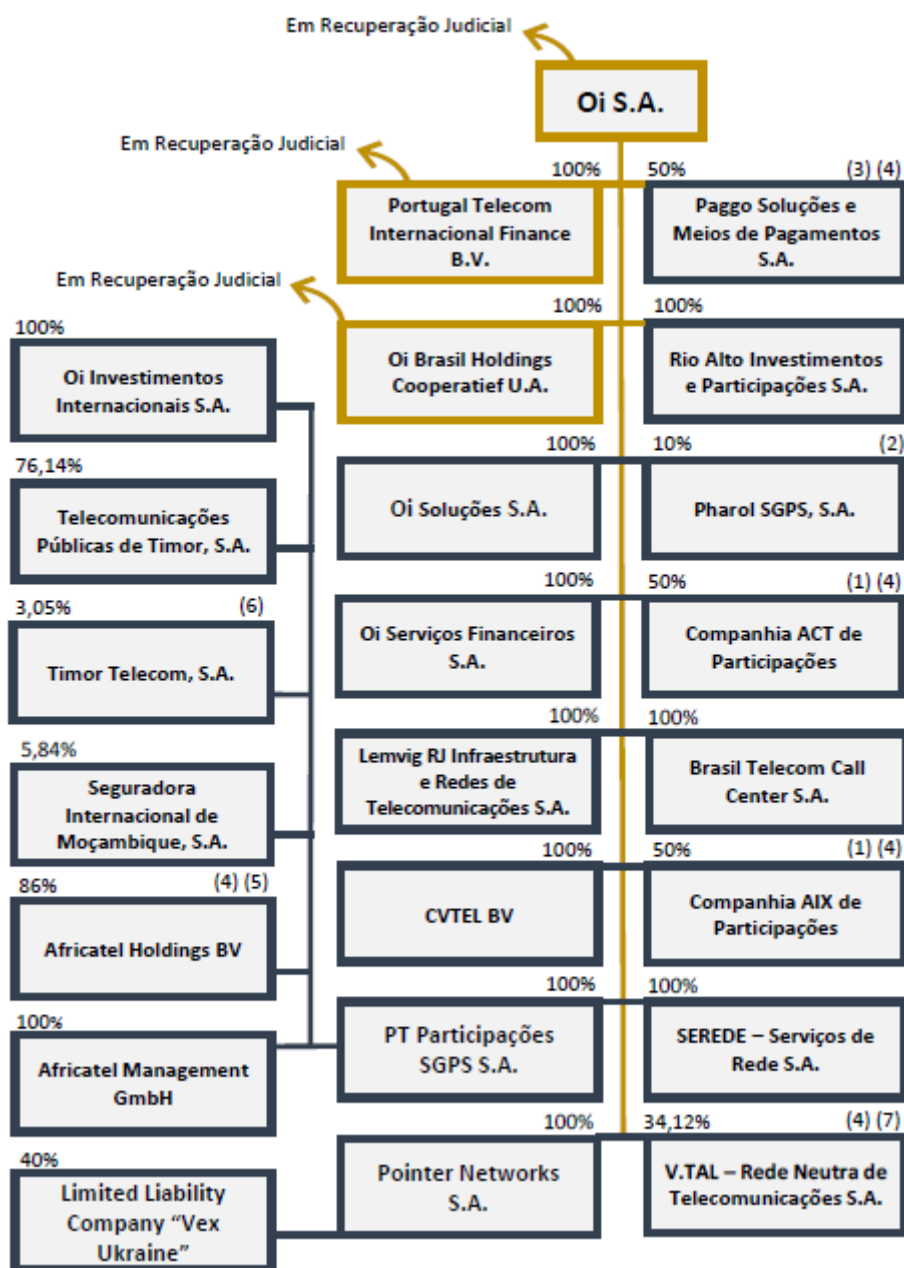 Em Recuperação Judicial
Oi S.A.
Em Recuperação Judicial
100%
50%
(3) (4)
Portugal Telecom
Internacional Finance
B.V.
Paggo Soluções e
Meios de Pagamentos
S.A.
Em Recuperação Judicial
100%
100%
Oi Brasil Holdings
Cooperatief U.A.
Rio Alto Investimentos
e Participações S.A.
100%
Oi Investimentos
Internacionais S.A.
100%
10%
(2)
Oi Soluções S.A.
Pharol SGPS, S.A.
76,14%
Telecomunicações
Públicas de Timor, S.A.
100%
50%
(1) (4)
Oi Serviços Financeiros
S.A.
Companhia ACT de
Participações
3,05%
(6)
Timor Telecom, S.A.
100%
100%
Lemvig RJ Infraestrutura
e Redes de
Telecomunicações S.A.
Brasil Telecom Call
Center S.A.
5,84%
Seguradora
Internacional de
Moçambique, S.A.
100%
50%
(1) (4)
CVTEL BV
Companhia AIX de
Participações
86%
(4) (5)
Africatel Holdings BV
100%
100%
PT Participações
SGPS S.A.
SEREDE – Serviços de
Rede S.A.
100%
Africatel Management
GmbH
100%
34,12%
(4) (7)
Pointer Networks
S.A.
V.TAL – Rede Neutra de
Telecomunicações S.A.
40%
Limited Liability
Company “Vex
Ukraine”